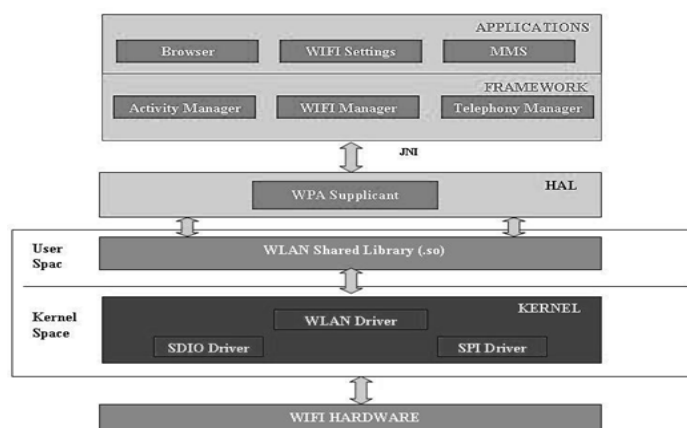 APPLICATIONS
Browser
WIFI Settings
MMS
FRAMEWORK
Activity Manager
WIFI Manager
Telephony Manager
JNI
HAL
WPA Supplicant
User
Spac
WLAN Shared Library (.so)
Kernel
Space
KERNEL
WLAN Driver
SDIO Driver
SPI Driver
WIFI HARDWARE